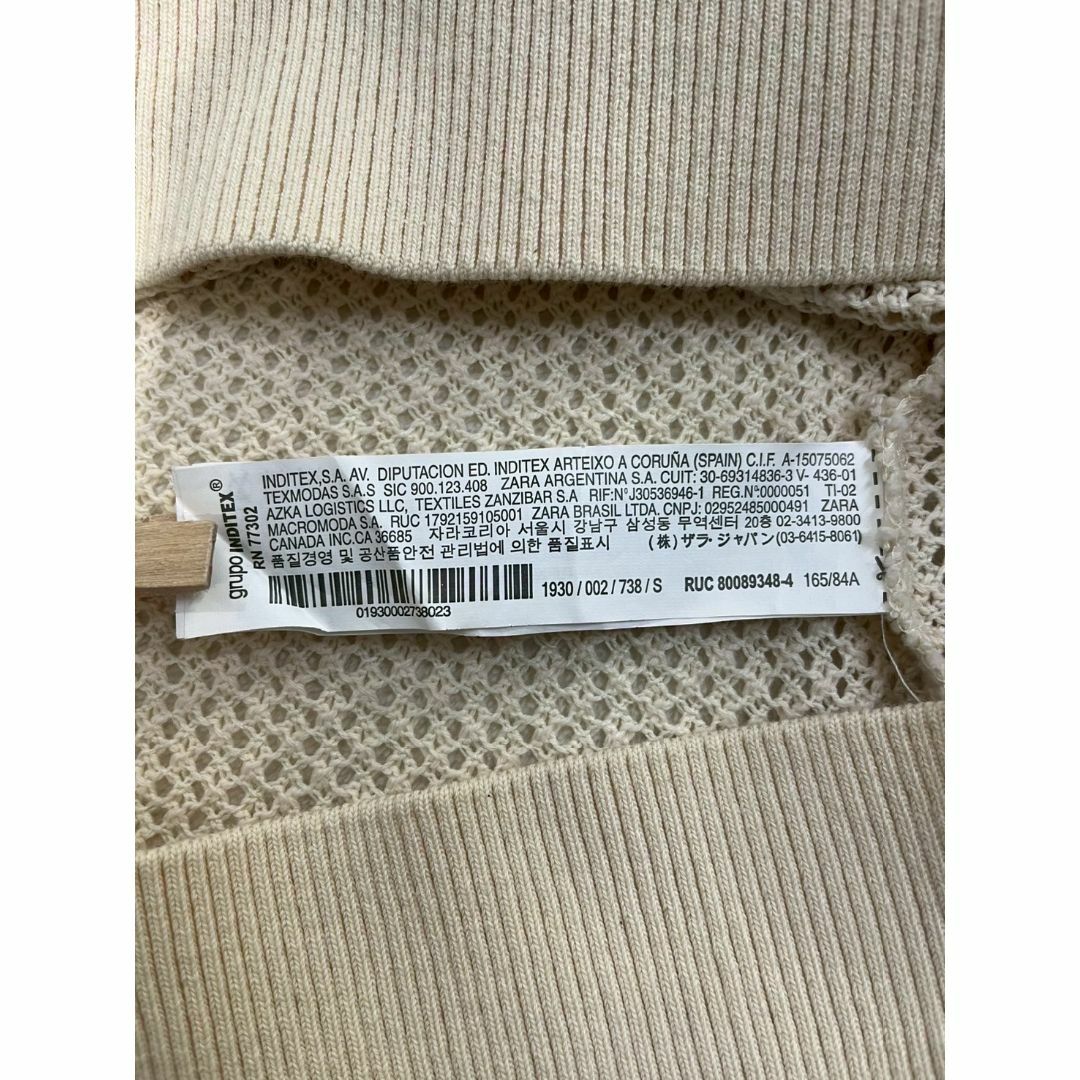 grupo INDITEX®
RN 77302
INDITEX,S.A. AV. DIPUTACION ED. INDITEX ARTEIXO A CORUÑA (SPAIN) C.I.F. A-15075062
TEXMODAS S.A.S SIC 900.123.408 ZARA ARGENTINA S.A. CUIT: 30-69314836-3 V- 436-01
AZKA LOGISTICS LLC, TEXTILES ZANZIBAR S.A RIF:N°J30536946-1 REG.Nº:0000051 TI-02
MACROMODA S.A. RUC 1792159105001 ZARA BRASIL LTDA. CNPJ: 02952485000491 ZARA
CANADA INC.CA 36685 자라코리아 서울시 강남구 삼성동 무역센터 20층 02-3413-9800
품질경영 및 공산품안전 관리법에 의한 품질표시 (株) ザラ・ジャパン (03-6415-8061)
1930 / 002 / 738 / S RUC 80089348-4 165/84A
01930002738023